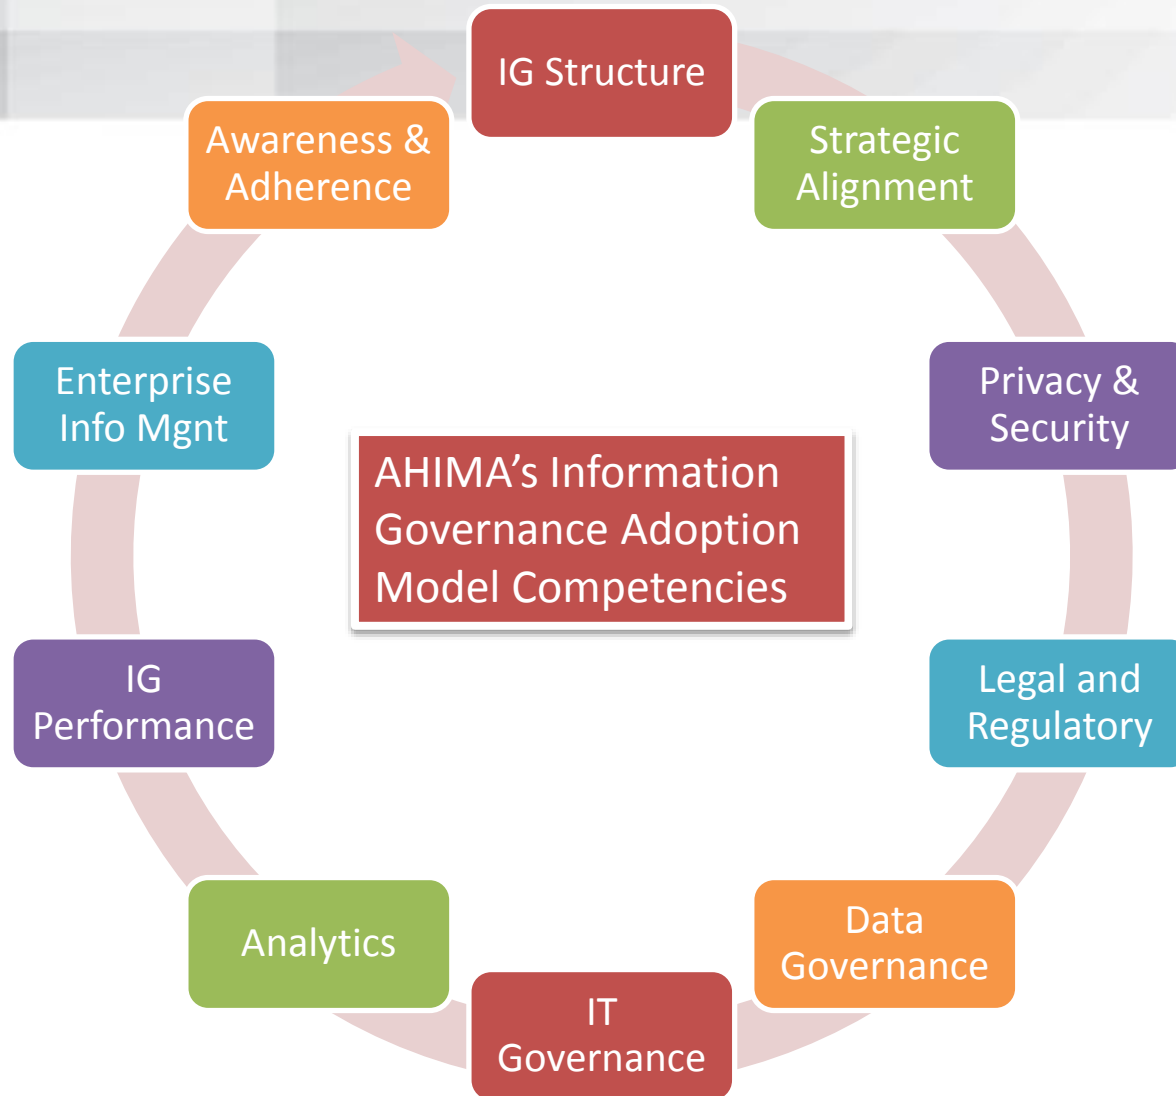 IG Structure
Strategic
Alignment
Privacy &
Security
Legal and
Regulatory
Data
Governance
IT
Governance
Analytics
IG
Performance
Enterprise
Info Mgnt
Awareness &
Adherence
AHIMA’s Information
Governance Adoption
Model Competencies